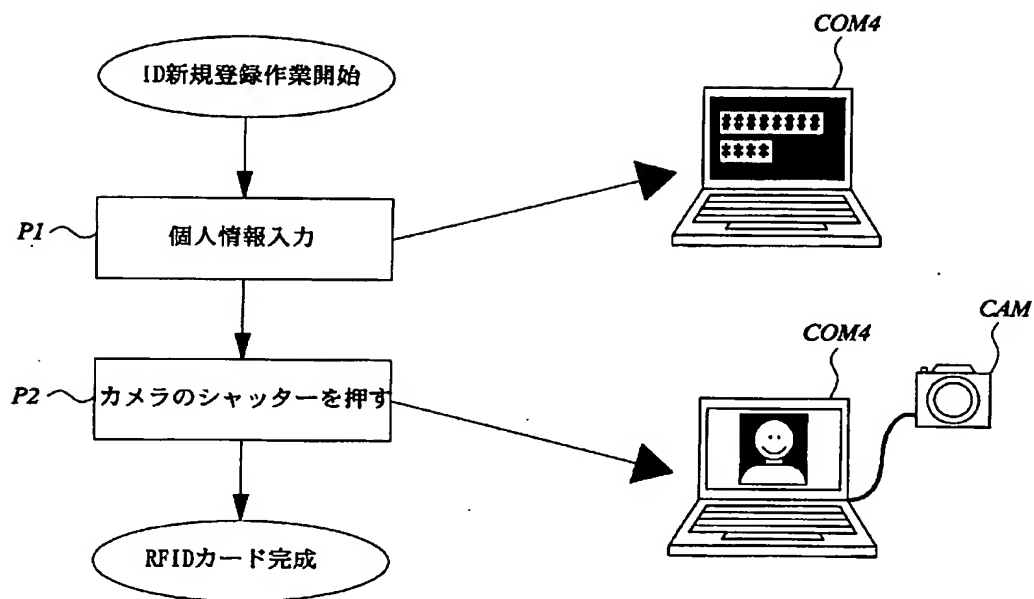 COM4
ID新規登録作業開始
********
****
P1
個人情報入力
CAM
COM4
P2
カメラのシャッターを押す
RFIDカード完成